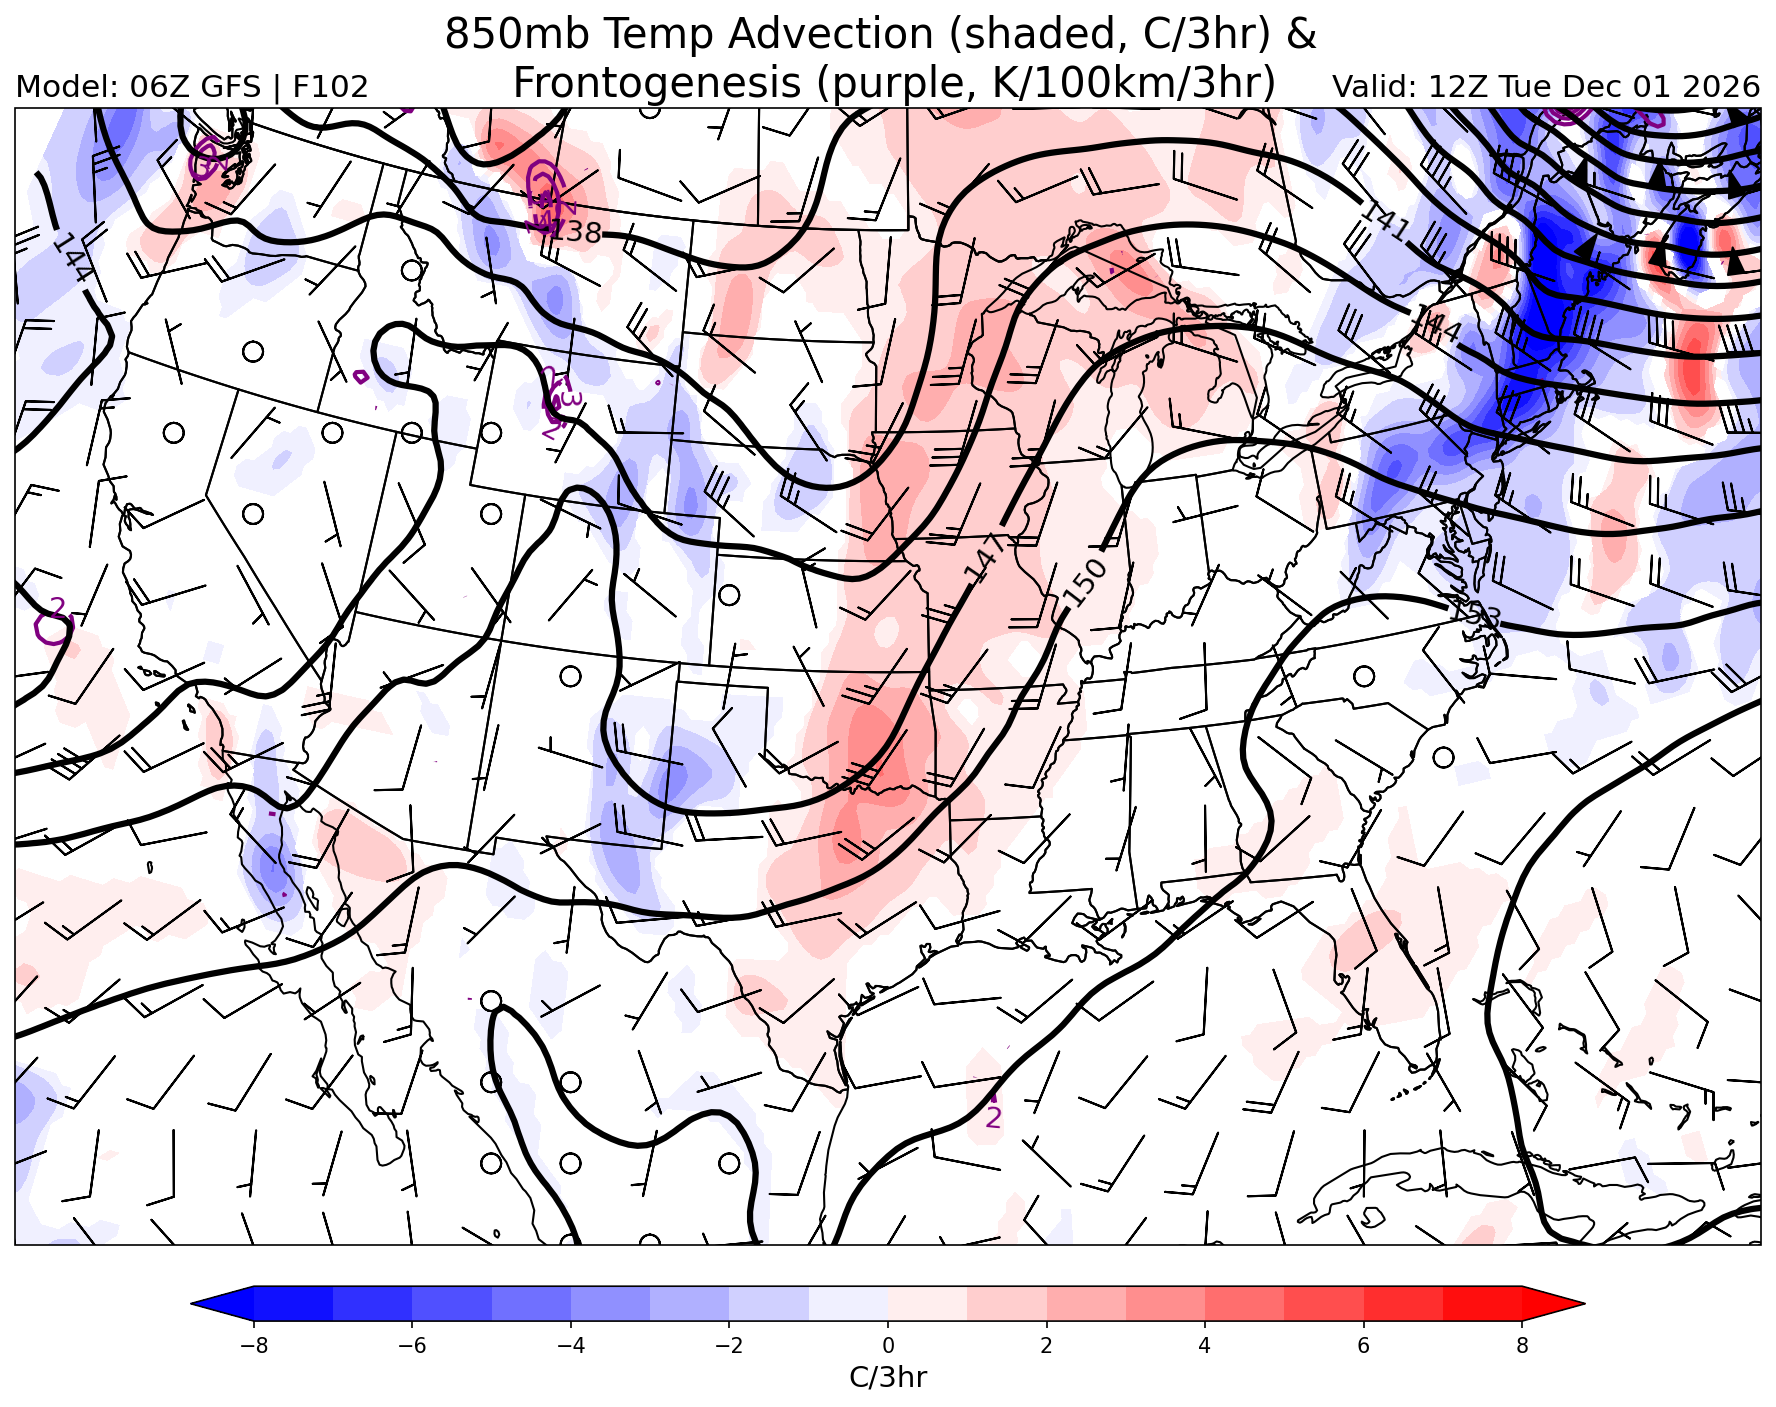 850mb Temp Advection (shaded, C/3hr) &
Frontogenesis (purple, K/100km/3hr)
Model: 06Z GFS | F102
Valid: 12Z Tue Dec 01 2026
138
141
144
144
147
150
153
2
2
2
3
2
2
−8 −6 −4 −2 0 2 4 6 8
C/3hr